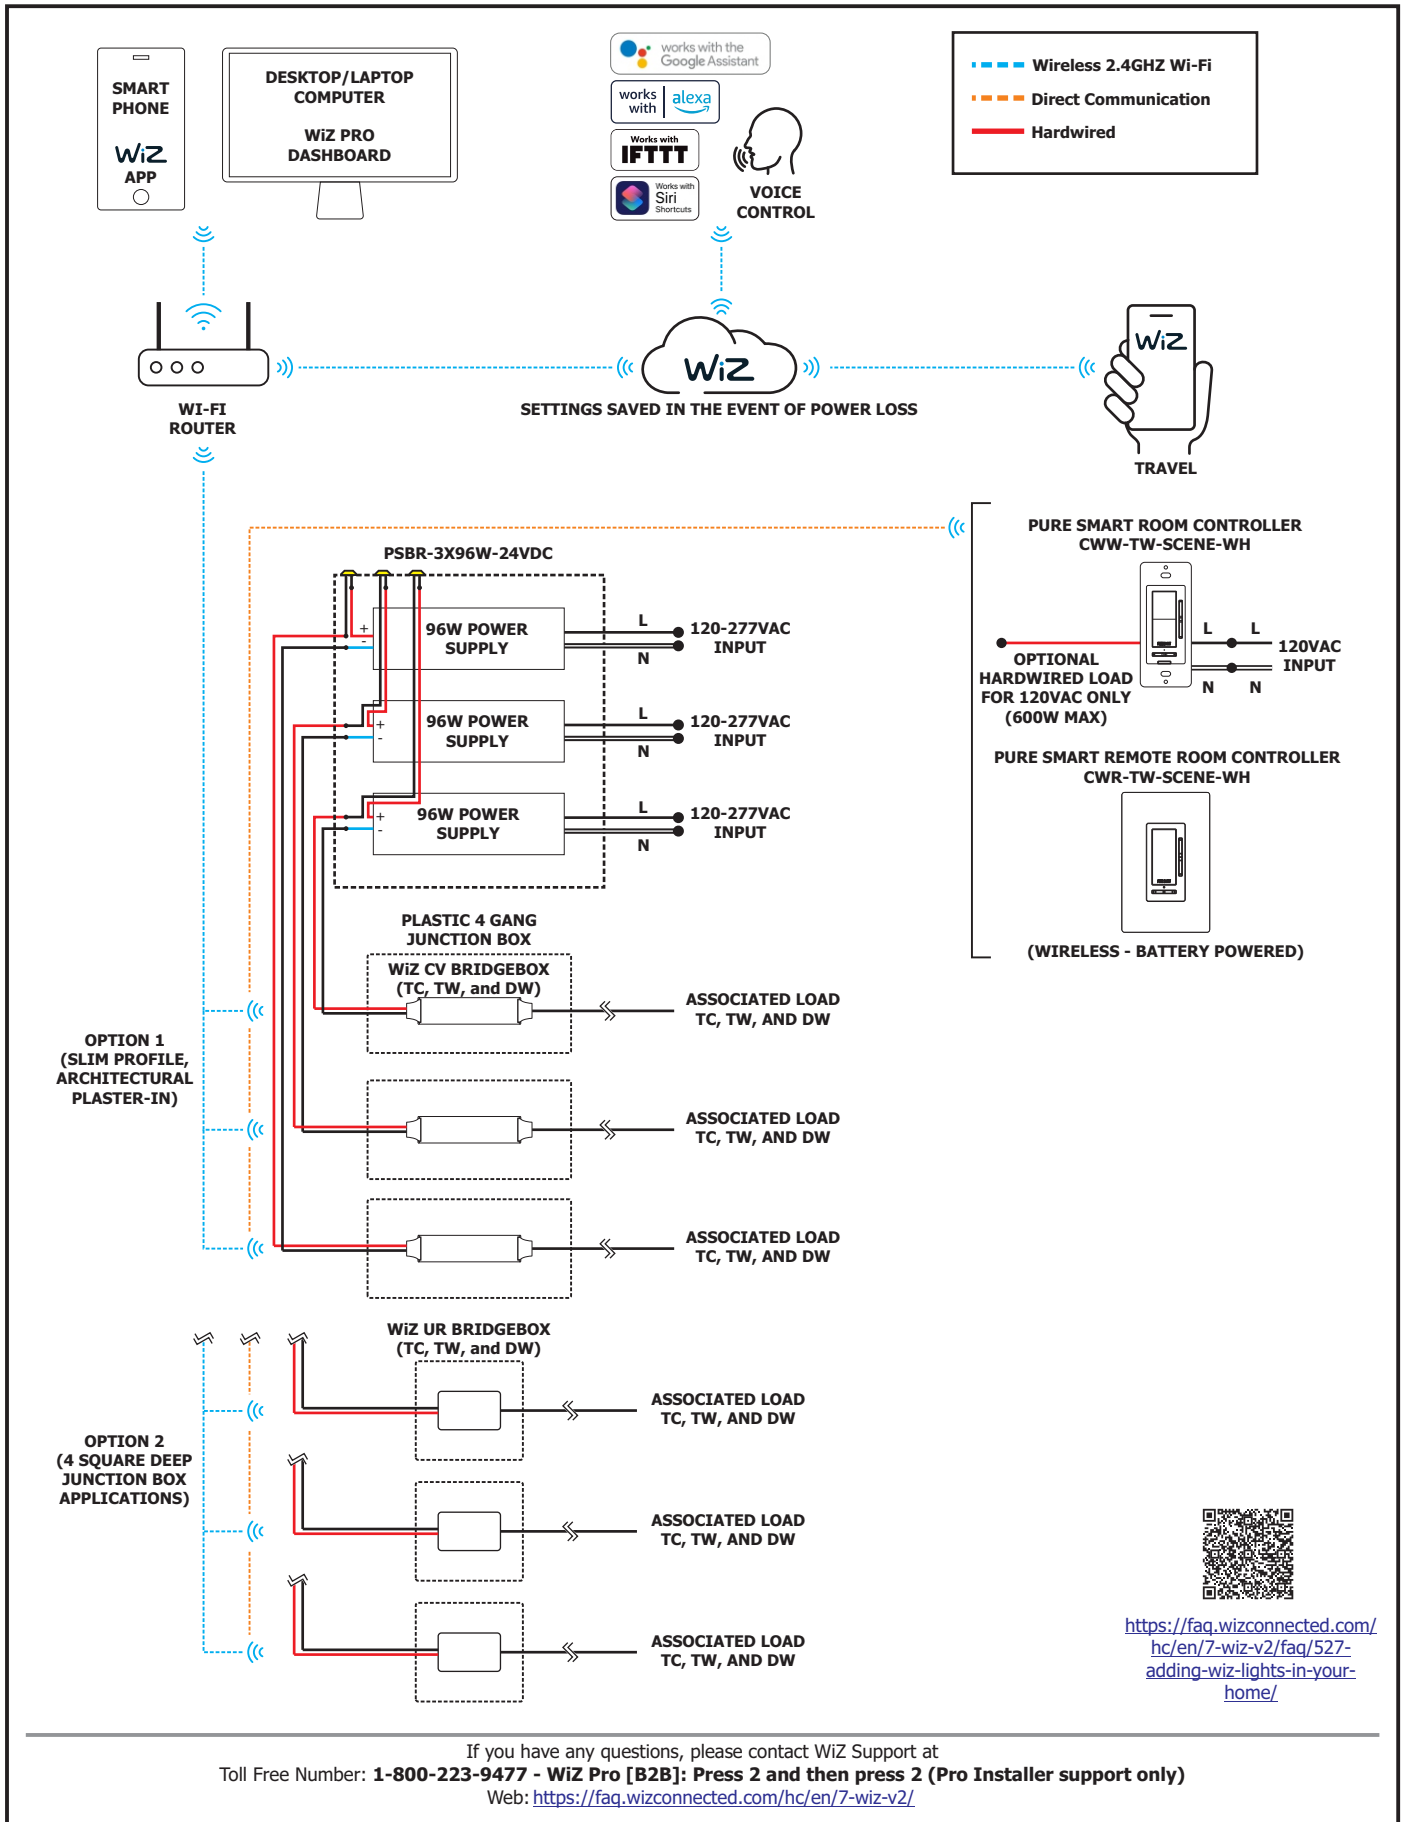 SMART
PHONE
WiZ
APP
DESKTOP/LAPTOP
COMPUTER
WiZ PRO
DASHBOARD
works with the
Google Assistant
works
with
alexa
Works with
IFTTT
Works with
Siri
Shortcuts
VOICE
CONTROL
Wireless 2.4GHZ Wi-Fi
Direct Communication
Hardwired
WI-FI
ROUTER
WiZ
SETTINGS SAVED IN THE EVENT OF POWER LOSS
WiZ
TRAVEL
PSBR-3X96W-24VDC
+
-
96W POWER
SUPPLY
L
N
120-277VAC
INPUT
+
-
96W POWER
SUPPLY
L
N
120-277VAC
INPUT
+
-
96W POWER
SUPPLY
L
N
120-277VAC
INPUT
PURE SMART ROOM CONTROLLER
CWW-TW-SCENE-WH
OPTIONAL
HARDWIRED LOAD
FOR 120VAC ONLY
(600W MAX)
L L
N N
120VAC
INPUT
PURE SMART REMOTE ROOM CONTROLLER
CWR-TW-SCENE-WH
(WIRELESS - BATTERY POWERED)
PLASTIC 4 GANG
JUNCTION BOX
WiZ CV BRIDGEBOX
(TC, TW, and DW)
ASSOCIATED LOAD
TC, TW, AND DW
OPTION 1
(SLIM PROFILE,
ARCHITECTURAL
PLASTER-IN)
ASSOCIATED LOAD
TC, TW, AND DW
ASSOCIATED LOAD
TC, TW, AND DW
WiZ UR BRIDGEBOX
(TC, TW, and DW)
ASSOCIATED LOAD
TC, TW, AND DW
OPTION 2
(4 SQUARE DEEP
JUNCTION BOX
APPLICATIONS)
ASSOCIATED LOAD
TC, TW, AND DW
ASSOCIATED LOAD
TC, TW, AND DW
https://faq.wizconnected.com/
hc/en/7-wiz-v2/faq/527-
adding-wiz-lights-in-your-
home/
If you have any questions, please contact WiZ Support at
Toll Free Number: 1-800-223-9477 - WiZ Pro [B2B]: Press 2 and then press 2 (Pro Installer support only)
Web: https://faq.wizconnected.com/hc/en/7-wiz-v2/